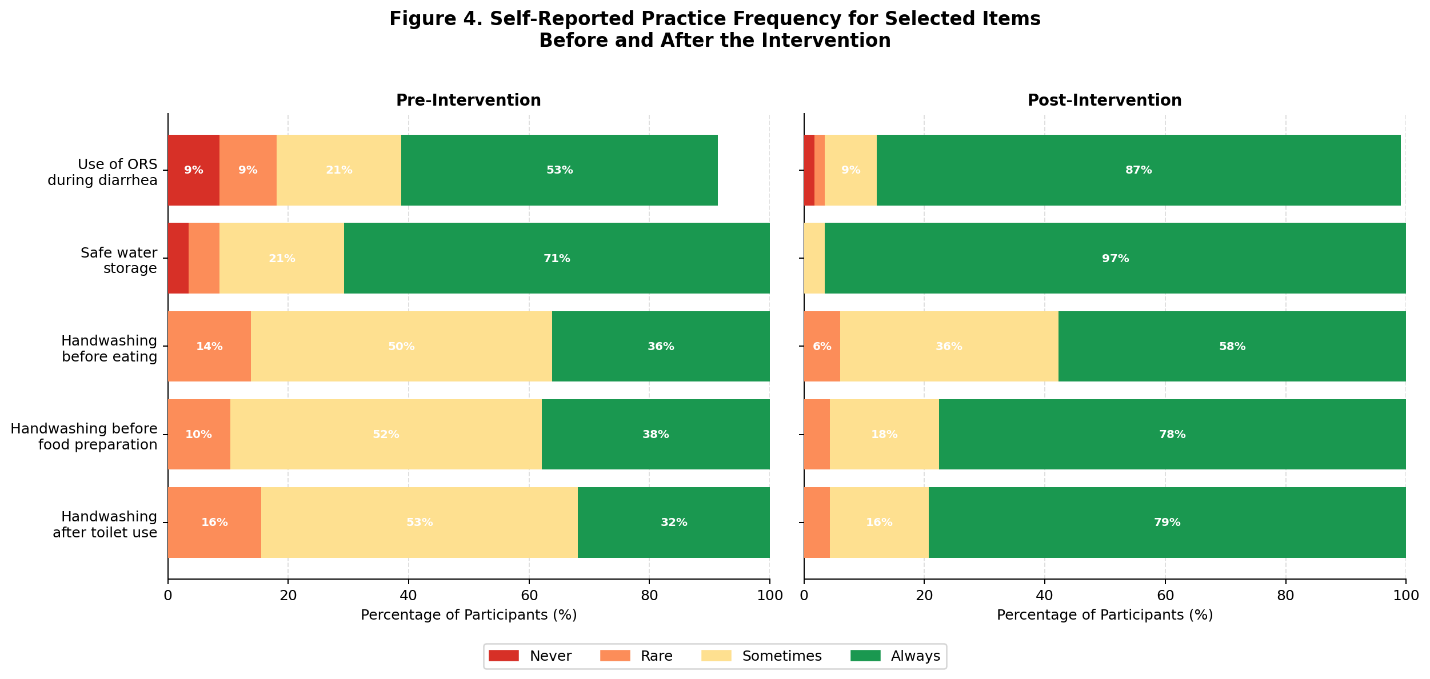 Figure 4. Self-Reported Practice Frequency for Selected Items
Before and After the Intervention
Pre-Intervention
Post-Intervention
Use of ORS
during diarrhea
9%
9%
21%
53%
9%
87%
Safe water
storage
21%
71%
97%
Handwashing
before eating
14%
50%
36%
6%
36%
58%
Handwashing before
food preparation
10%
52%
38%
18%
78%
Handwashing
after toilet use
16%
53%
32%
16%
79%
0 20 40 60 80 100
0 20 40 60 80 100
Percentage of Participants (%)
Percentage of Participants (%)
Never Rare Sometimes Always